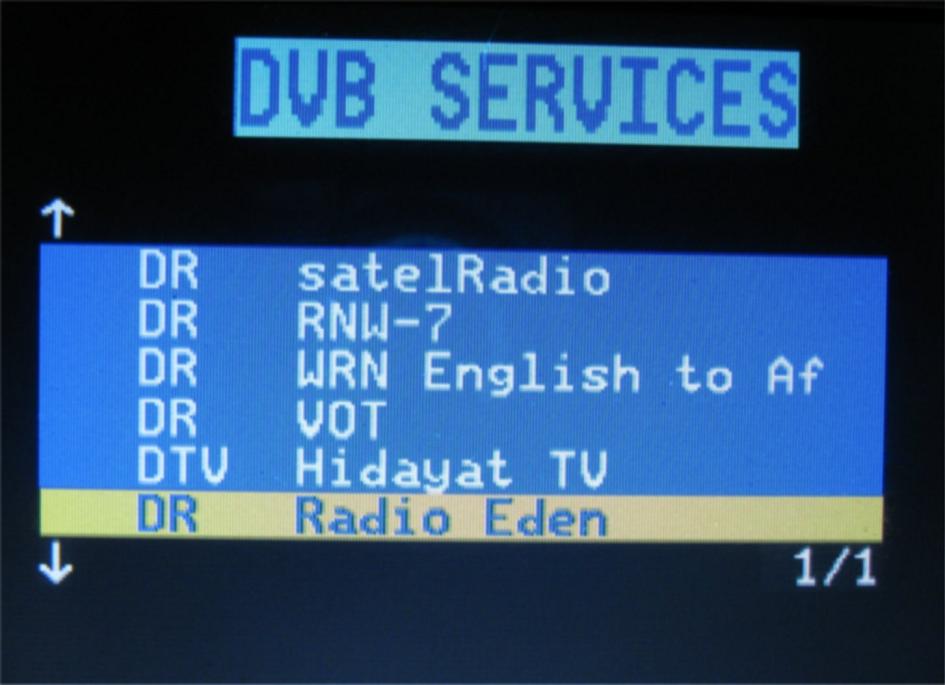 DVB SERVICES
↑
DR satelRadio
DR RNW-7
DR WRN English to Af
DR VOT
DTV Hidayat TV
DR Radio Eden
↓ 1/1